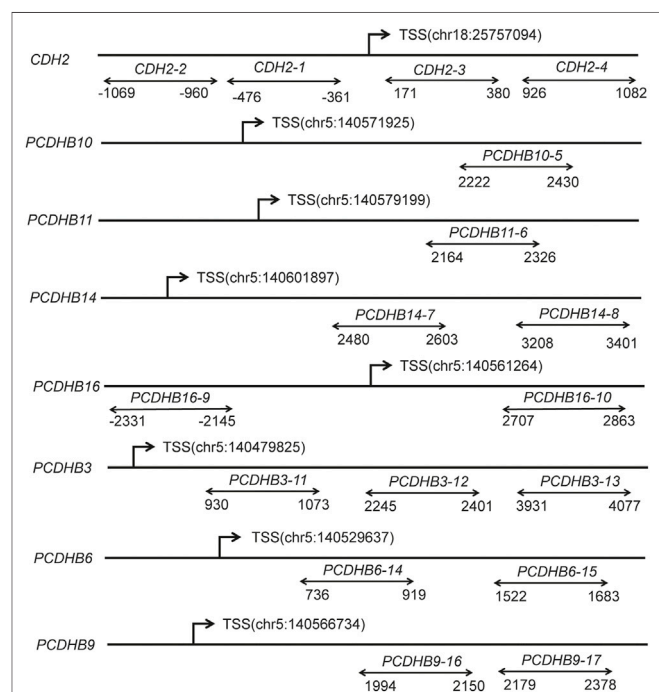 TSS(chr18:25757094)
CDH2
CDH2-2 CDH2-1 CDH2-3 CDH2-4
-1069 -960 -476 -361 171 380 926 1082
TSS(chr5:140571925)
PCDHB10
PCDHB10-5
2222 2430
TSS(chr5:140579199)
PCDHB11
PCDHB11-6
2164 2326
TSS(chr5:140601897)
PCDHB14
PCDHB14-7 PCDHB14-8
2480 2603 3208 3401
TSS(chr5:140561264)
PCDHB16
PCDHB16-9 PCDHB16-10
-2331 -2145 2707 2863
TSS(chr5:140479825)
PCDHB3
PCDHB3-11 PCDHB3-12 PCDHB3-13
930 1073 2245 2401 3931 4077
TSS(chr5:140529637)
PCDHB6
PCDHB6-14 PCDHB6-15
736 919 1522 1683
TSS(chr5:140566734)
PCDHB9
PCDHB9-16 PCDHB9-17
1994 2150 2179 2378